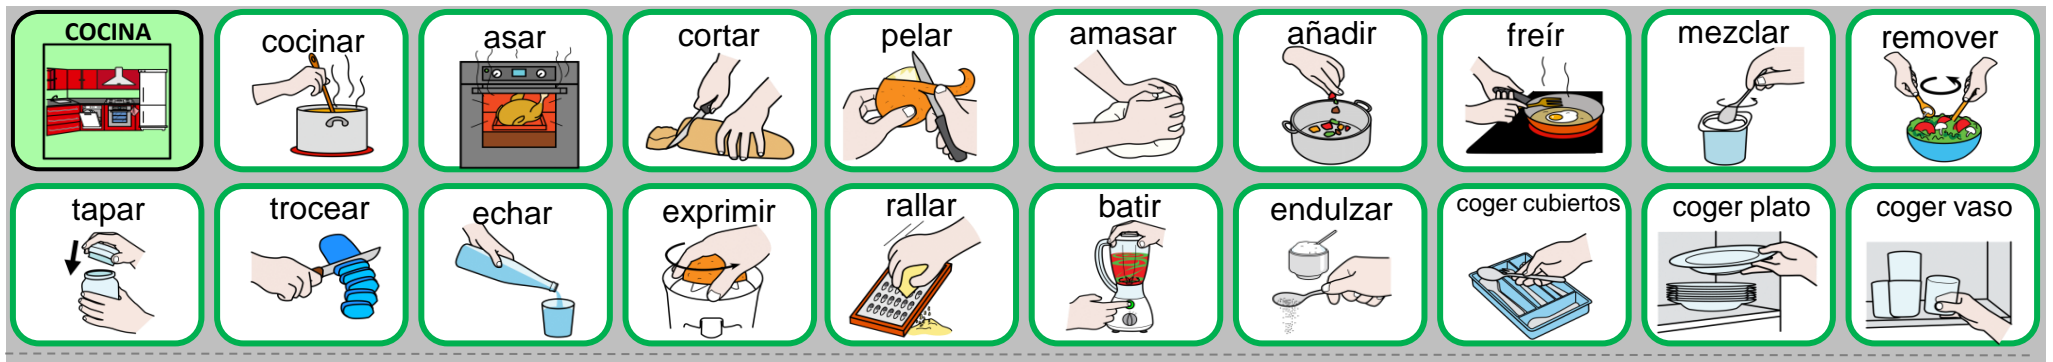 COCINA
cocinar
asar
cortar
pelar
amasar
añadir
freír
mezclar
remover
tapar
trocear
echar
exprimir
rallar
batir
endulzar
coger cubiertos
coger plato
coger vaso